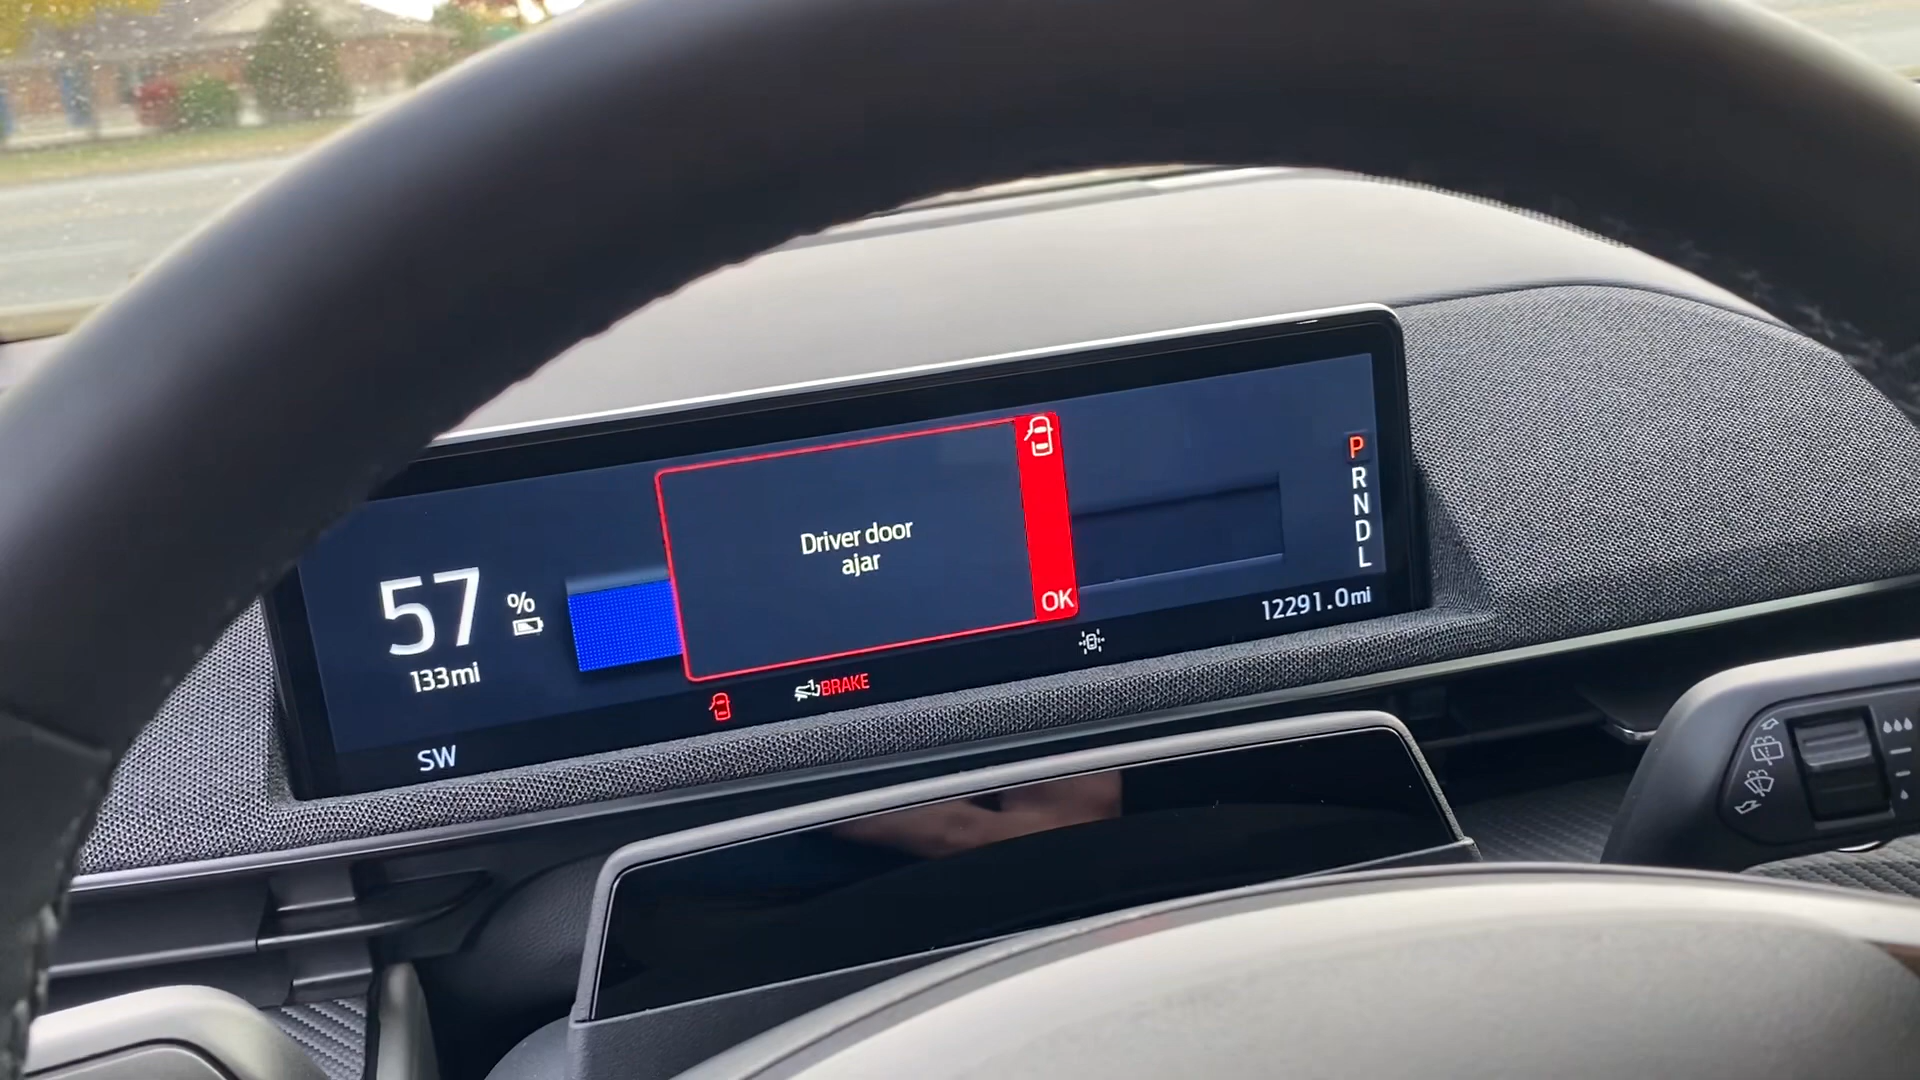 57 %
133mi
SW
Driver door
ajar
OK
BRAKE
P
R
N
D
L
12291.0mi